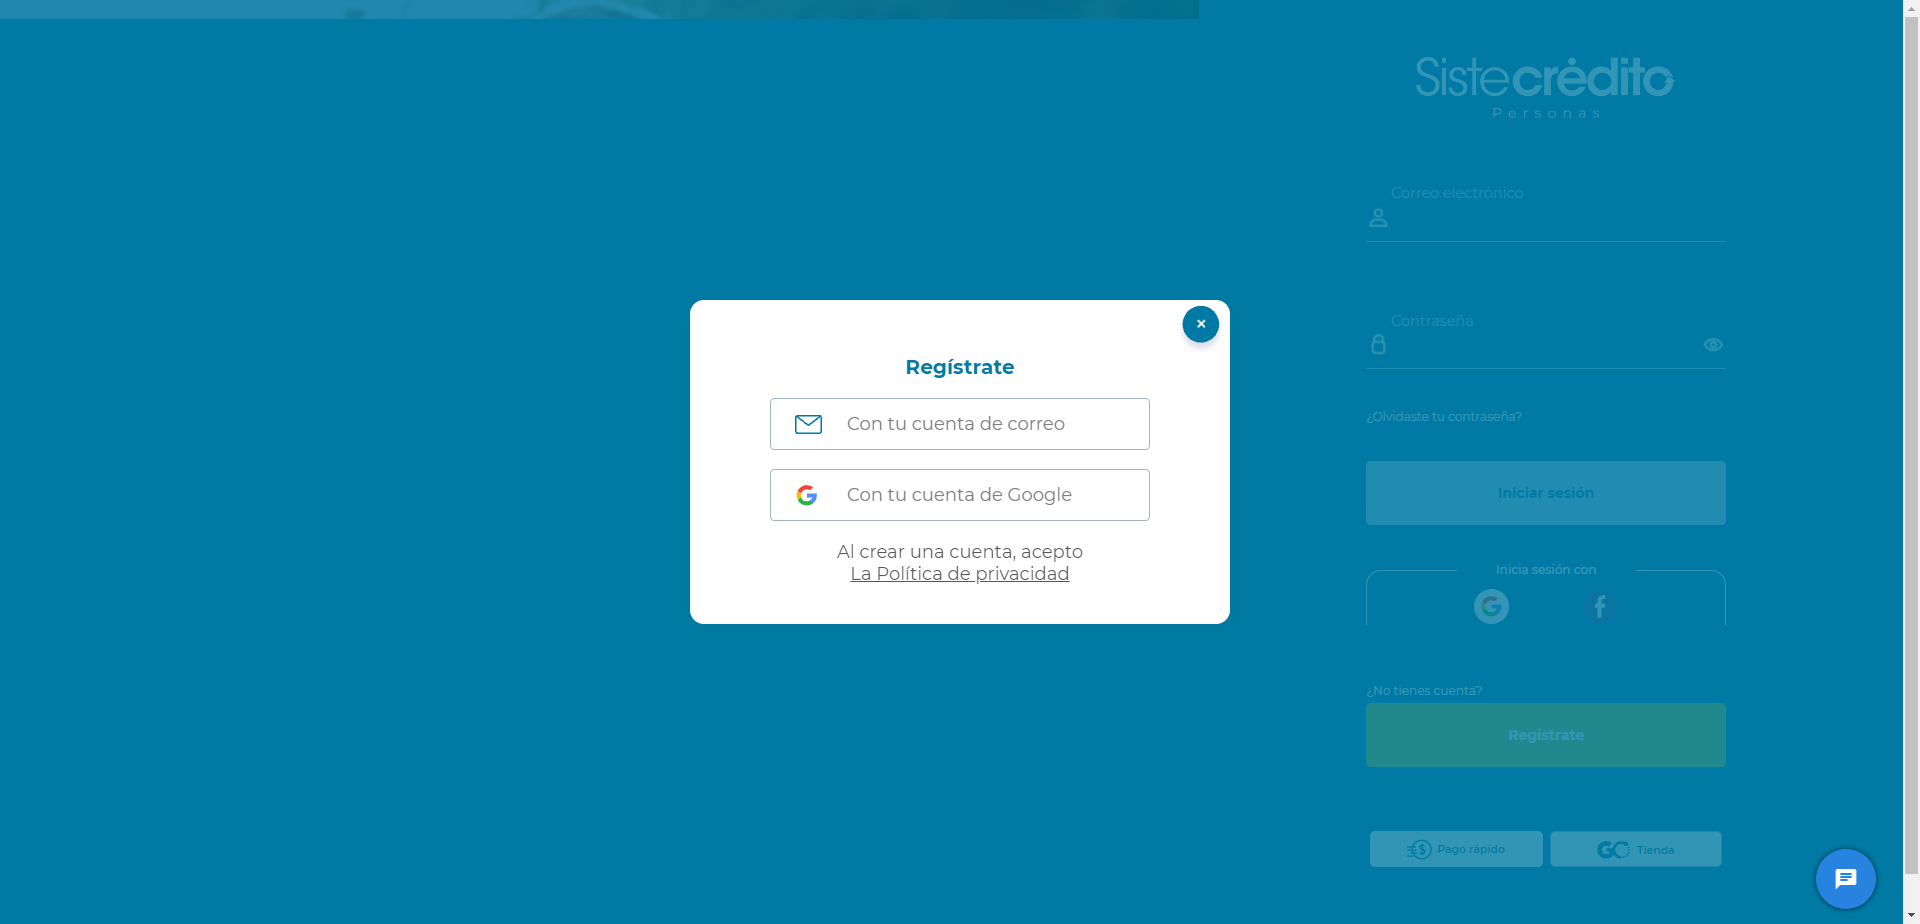 Sistecrédito
Personas
Correo electrónico
Contraseña
¿Olvidaste tu contraseña?
Iniciar sesión
Inicia sesión con
¿No tienes cuenta?
Regístrate
Pago rápido
GO Tienda
×
Regístrate
Con tu cuenta de correo
Con tu cuenta de Google
Al crear una cuenta, acepto
La Política de privacidad